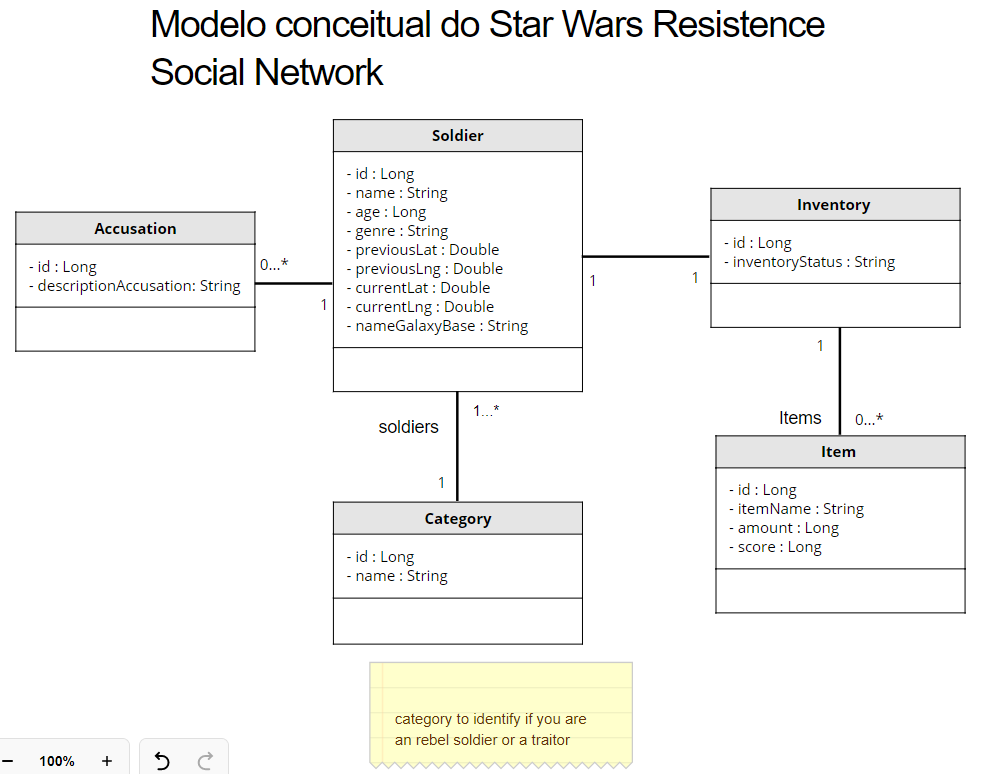 Modelo conceitual do Star Wars Resistence
Social Network
Soldier
- id : Long
- name : String
- age : Long
- genre : String
- previousLat : Double
- previousLng : Double
- currentLat : Double
- currentLng : Double
- nameGalaxyBase : String
Accusation
- id : Long
- descriptionAccusation: String
0...*
1
1
1
Inventory
- id : Long
- inventoryStatus : String
1
Items
0...*
Item
- id : Long
- itemName : String
- amount : Long
- score : Long
1...*
soldiers
1
Category
- id : Long
- name : String
category to identify if you are
an rebel soldier or a traitor
− 100% +